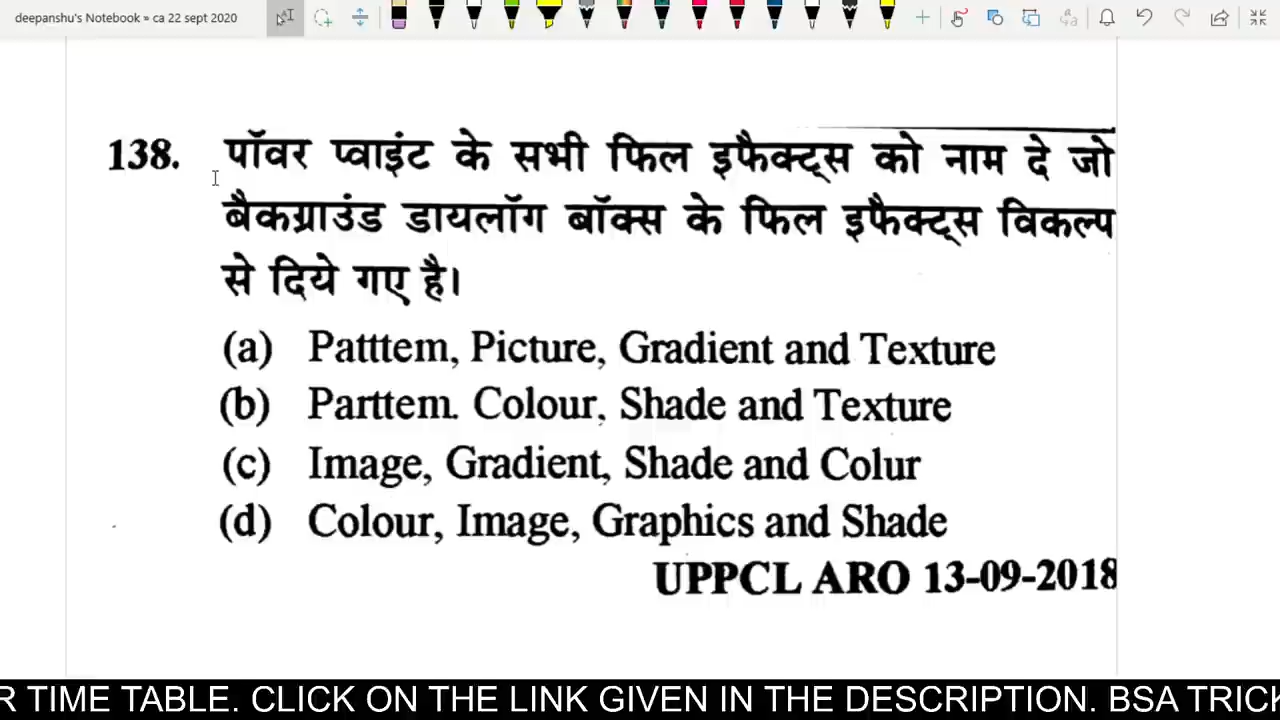 deepanshu's Notebook » ca 22 sept 2020
138. पॉवर प्वाइंट के सभी फिल इफैक्ट्स को नाम दे जो
बैकग्राउंड डायलॉग बॉक्स के फिल इफैक्ट्स विकल्प
से दिये गए है।
(a) Patttem, Picture, Gradient and Texture
(b) Parttem. Colour, Shade and Texture
(c) Image, Gradient, Shade and Colur
(d) Colour, Image, Graphics and Shade
UPPCL ARO 13-09-2018
R TIME TABLE. CLICK ON THE LINK GIVEN IN THE DESCRIPTION. BSA TRICK